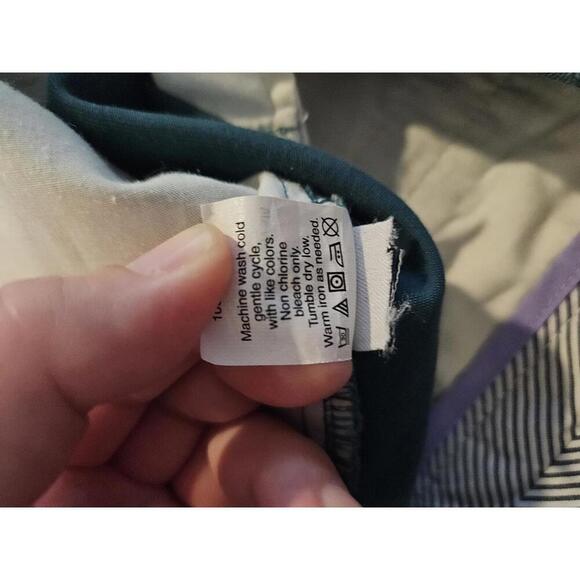 Machine wash cold
gentle cycle,
with like colors.
Non chlorine
bleach only.
Tumble dry low.
Warm iron as needed.